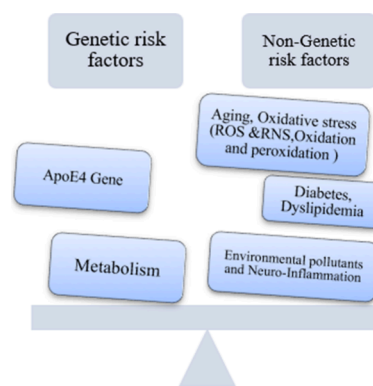 Genetic risk
factors
Non-Genetic
risk factors
Aging, Oxidative stress
(ROS &RNS,Oxidation
and peroxidation )
ApoE4 Gene
Diabetes,
Dyslipidemia
Metabolism
Environmental pollutants
and Neuro-Inflammation